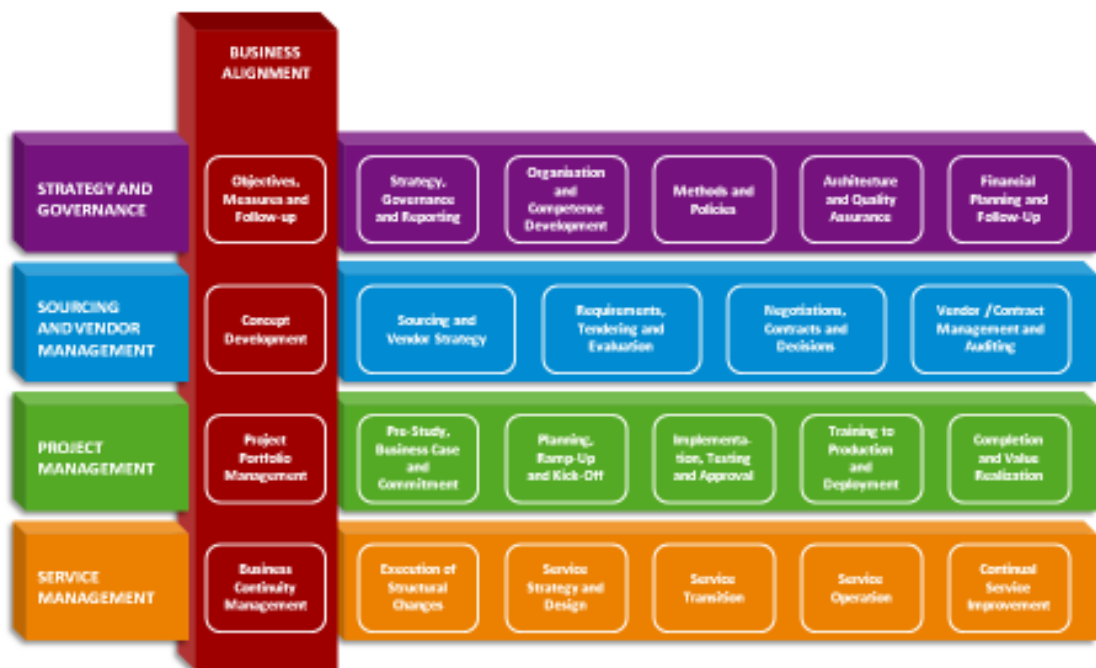 BUSINESS
ALIGNMENT
STRATEGY AND
GOVERNANCE
Objectives,
Measures and
Follow-up
Strategy,
Governance
and Reporting
Organisation
and
Competence
Development
Methods and
Policies
Architecture
and Quality
Assurance
Financial
Planning and
Follow-Up
SOURCING
AND VENDOR
MANAGEMENT
Concept
Development
Sourcing and
Vendor Strategy
Requirements,
Tendering and
Evaluation
Negotiations,
Contracts and
Decisions
Vendor /Contract
Management and
Auditing
PROJECT
MANAGEMENT
Project
Portfolio
Management
Pre-Study,
Business Case
and
Commitment
Planning,
Ramp-Up
and Kick-Off
Implementa-
tion, Testing
and Approval
Training to
Production
and
Deployment
Completion
and Value
Realization
SERVICE
MANAGEMENT
Business
Continuity
Management
Execution of
Structural
Changes
Service
Strategy and
Design
Service
Transition
Service
Operation
Continual
Service
Improvement